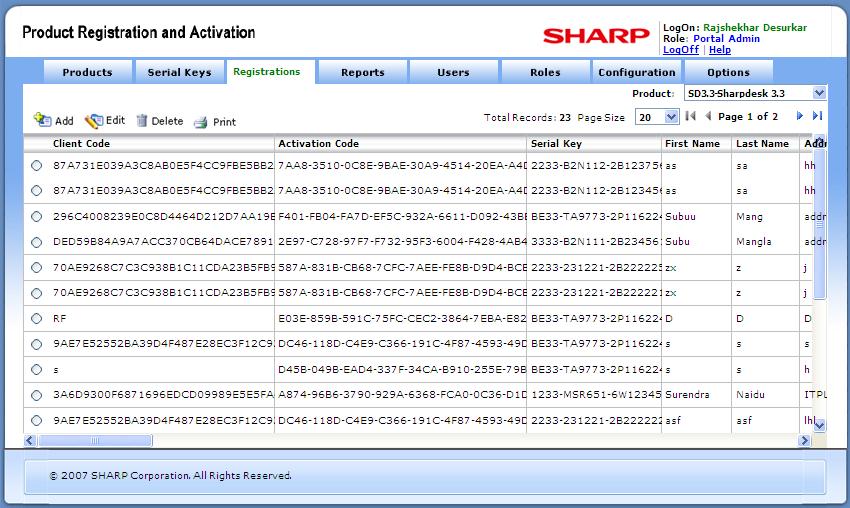 Product Registration and Activation
SHARP
LogOn: Rajshekhar Desurkar
Role: Portal Admin
LogOff | Help
Products Serial Keys Registrations Reports Users Roles Configuration Options
Product: SD3.3-Sharpdesk 3.3
Add Edit Delete Print Total Records: 23 Page Size 20 Page 1 of 2
Client Code Activation Code Serial Key First Name Last Name Addr
87A731E039A3C8AB0E5F4CC9FBE5BB2 7AA8-3510-0C8E-9BAE-30A9-4514-20EA-A4D 2233-B2N112-2B12375 as sa hh
87A731E039A3C8AB0E5F4CC9FBE5BB2 7AA8-3510-0C8E-9BAE-30A9-4514-20EA-A4D 2233-B2N112-2B12345 as sa hh
296C4008239E0C8D4464D212D7AA19E F401-FB04-FA7D-EF5C-932A-6611-D092-43B BE33-TA9773-2P116224 Subuu Mang addr
DED59B84A9A7ACC370CB64DACE7891 2E97-C728-97F7-F732-95F3-6004-F428-4AB4 3333-B2N111-2B23456 Subu Mangla addr
70AE9268C7C3C938B1C11CDA23B5FB9 587A-831B-CB68-7CFC-7AEE-FE8B-D9D4-BCE 2233-231221-2B222225 zx z j
70AE9268C7C3C938B1C11CDA23B5FB9 587A-831B-CB68-7CFC-7AEE-FE8B-D9D4-BCE 2233-231221-2B222222 zx z j
RF E03E-859B-591C-75FC-CEC2-3864-7EBA-E82 BE33-TA9773-2P116224 D D D
9AE7E52552BA39D4F487E28EC3F12C9 DC46-118D-C4E9-C366-191C-4F87-4593-49D BE33-TA9773-2P116224 s s s
s D45B-049B-EAD4-337F-34CA-B910-255E-79B BE33-TA9773-2P116224 s s h
3A6D9300F6871696EDCD09989E5E5FA A874-96B6-3790-929A-6368-FCA0-0C36-D1D 1233-MSR651-6W12345 Surendra Naidu ITPL
9AE7E52552BA39D4F487E28EC3F12C9 DC46-118D-C4E9-C366-191C-4F87-4593-49D 2233-231221-2B222222 asf asf lhl
© 2007 SHARP Corporation. All Rights Reserved.